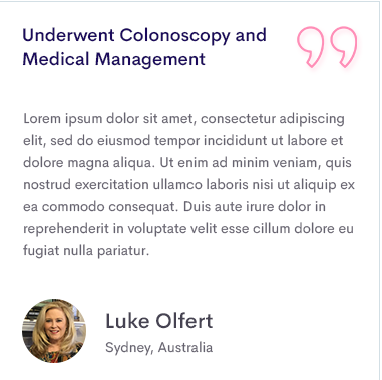 Underwent Colonoscopy and
Medical Management
Lorem ipsum dolor sit amet, consectetur adipiscing
elit, sed do eiusmod tempor incididunt ut labore et
dolore magna aliqua. Ut enim ad minim veniam, quis
nostrud exercitation ullamco laboris nisi ut aliquip ex
ea commodo consequat. Duis aute irure dolor in
reprehenderit in voluptate velit esse cillum dolore eu
fugiat nulla pariatur.
Luke Olfert
Sydney, Australia